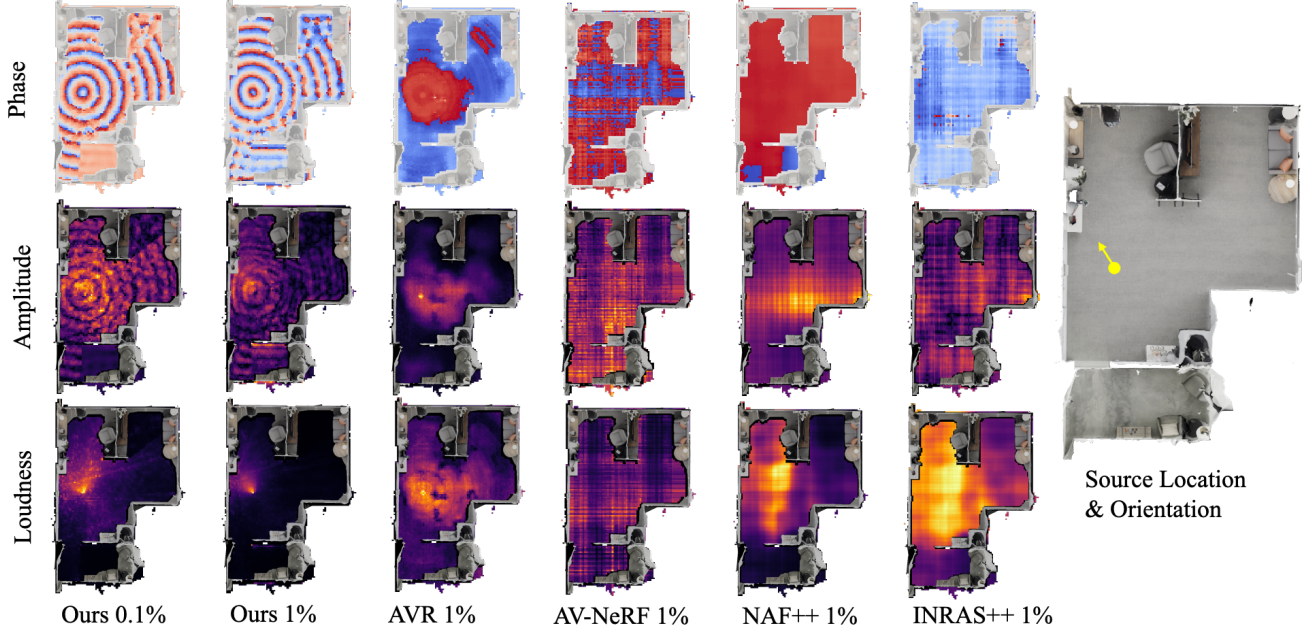 Phase
Amplitude
Loudness
Ours 0.1%
Ours 1%
AVR 1%
AV-NeRF 1%
NAF++ 1%
INRAS++ 1%
Source Location
& Orientation